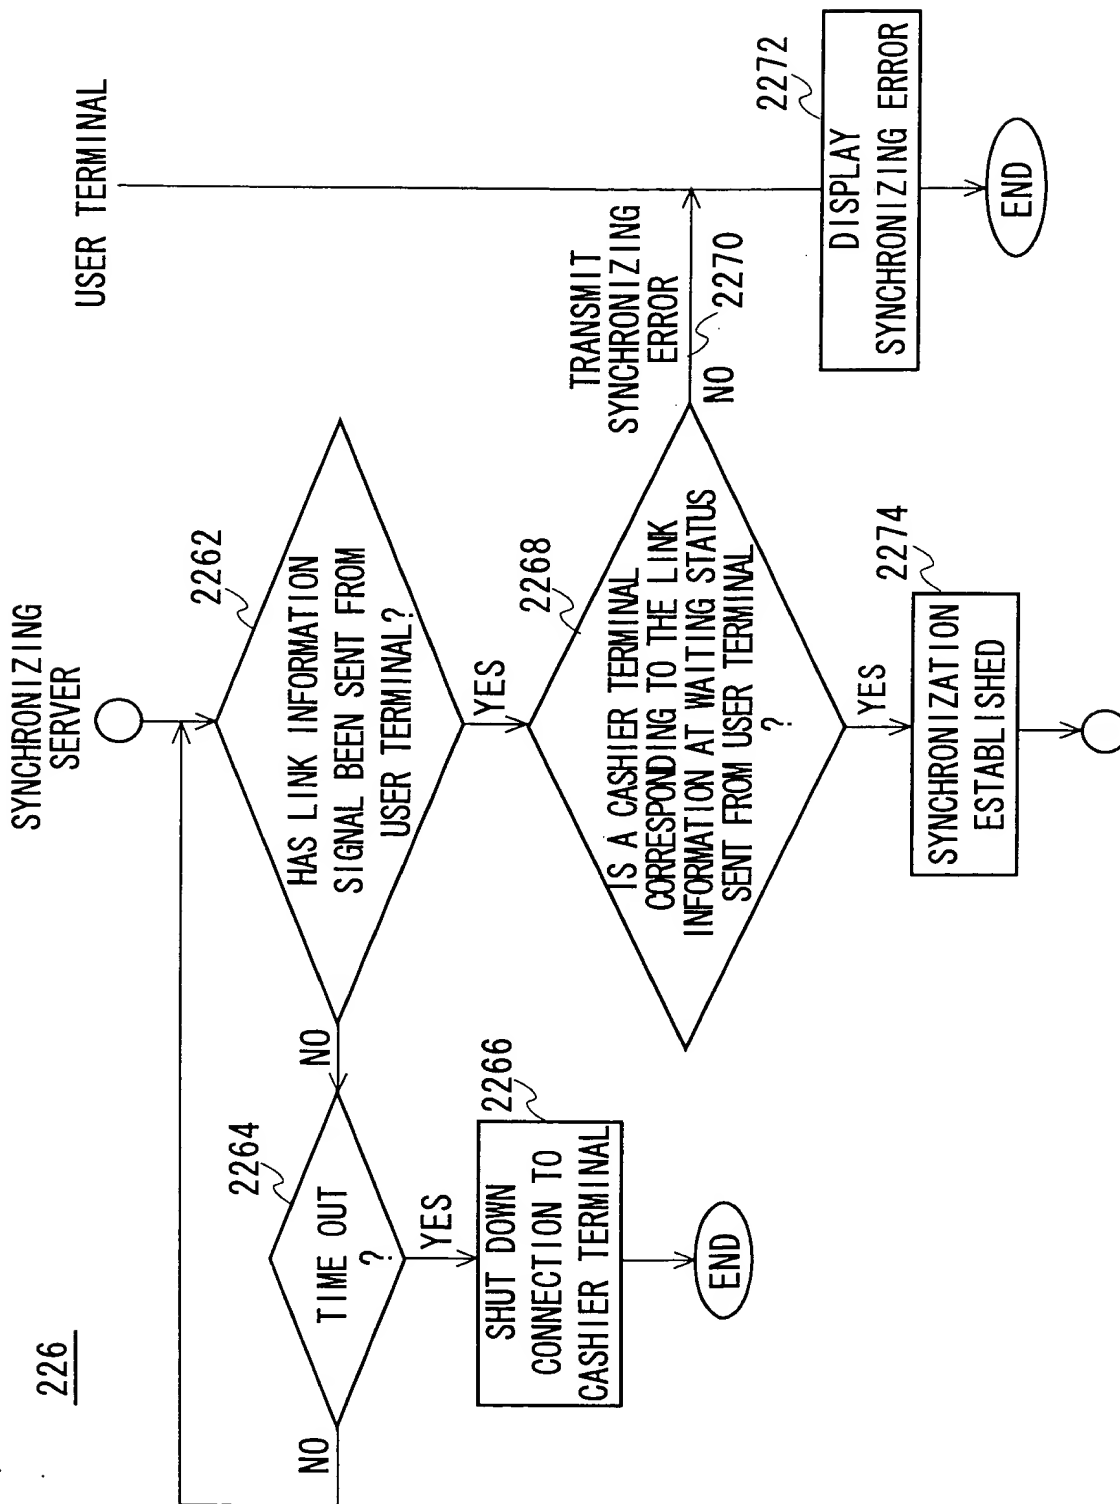 226
SYNCHRONIZING
SERVER
USER TERMINAL
2262
HAS LINK INFORMATION
SIGNAL BEEN SENT FROM
USER TERMINAL?
NO
YES
2264
TIME OUT
?
NO
YES
2266
SHUT DOWN
CONNECTION TO
CASHIER TERMINAL
END
2268
IS A CASHIER TERMINAL
CORRESPONDING TO THE LINK
INFORMATION AT WAITING STATUS
SENT FROM USER TERMINAL
?
NO
YES
TRANSMIT
SYNCHRONIZING
ERROR
2270
2272
DISPLAY
SYNCHRONIZING ERROR
END
2274
SYNCHRONIZATION
ESTABLISHED